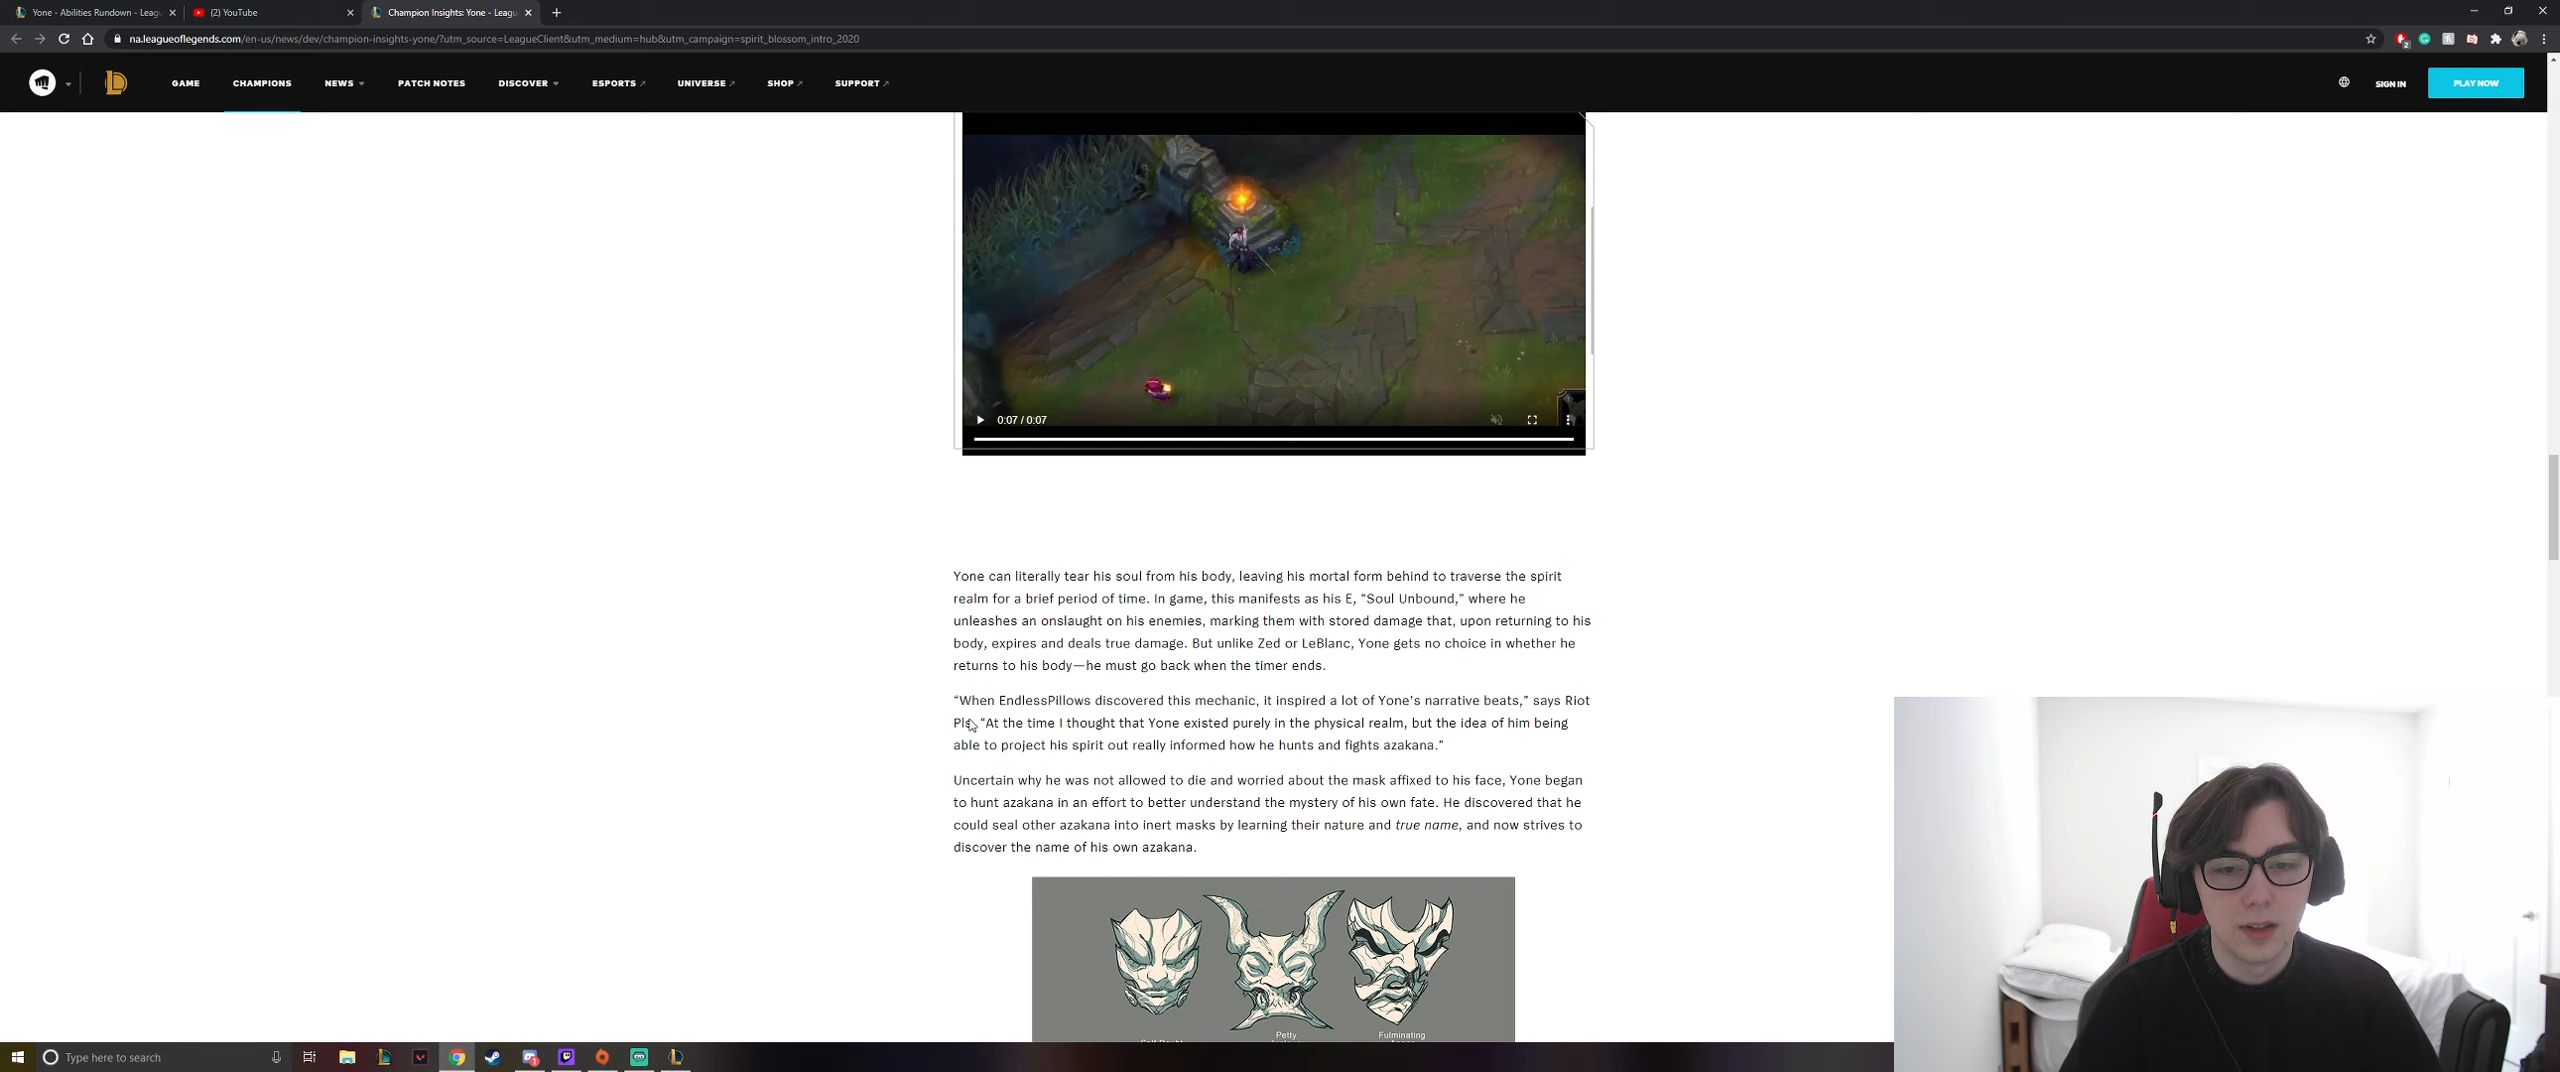 Yone - Abilities Rundown - Leagu
(2) YouTube
Champion Insights: Yone - Leagu
na.leagueoflegends.com/en-us/news/dev/champion-insights-yone/?utm_source=LeagueClient&utm_medium=hub&utm_campaign=spirit_blossom_intro_2020
GAME CHAMPIONS NEWS PATCH NOTES DISCOVER ESPORTS UNIVERSE SHOP SUPPORT SIGN IN PLAY NOW
0:07 / 0:07
Yone can literally tear his soul from his body, leaving his mortal form behind to traverse the spirit
realm for a brief period of time. In game, this manifests as his E, “Soul Unbound,” where he
unleashes an onslaught on his enemies, marking them with stored damage that, upon returning to his
body, expires and deals true damage. But unlike Zed or LeBlanc, Yone gets no choice in whether he
returns to his body—he must go back when the timer ends.
“When EndlessPillows discovered this mechanic, it inspired a lot of Yone’s narrative beats,” says Riot
Pls. “At the time I thought that Yone existed purely in the physical realm, but the idea of him being
able to project his spirit out really informed how he hunts and fights azakana.”
Uncertain why he was not allowed to die and worried about the mask affixed to his face, Yone began
to hunt azakana in an effort to better understand the mystery of his own fate. He discovered that he
could seal other azakana into inert masks by learning their nature and true name, and now strives to
discover the name of his own azakana.
Petty
Fulminating
Type here to search